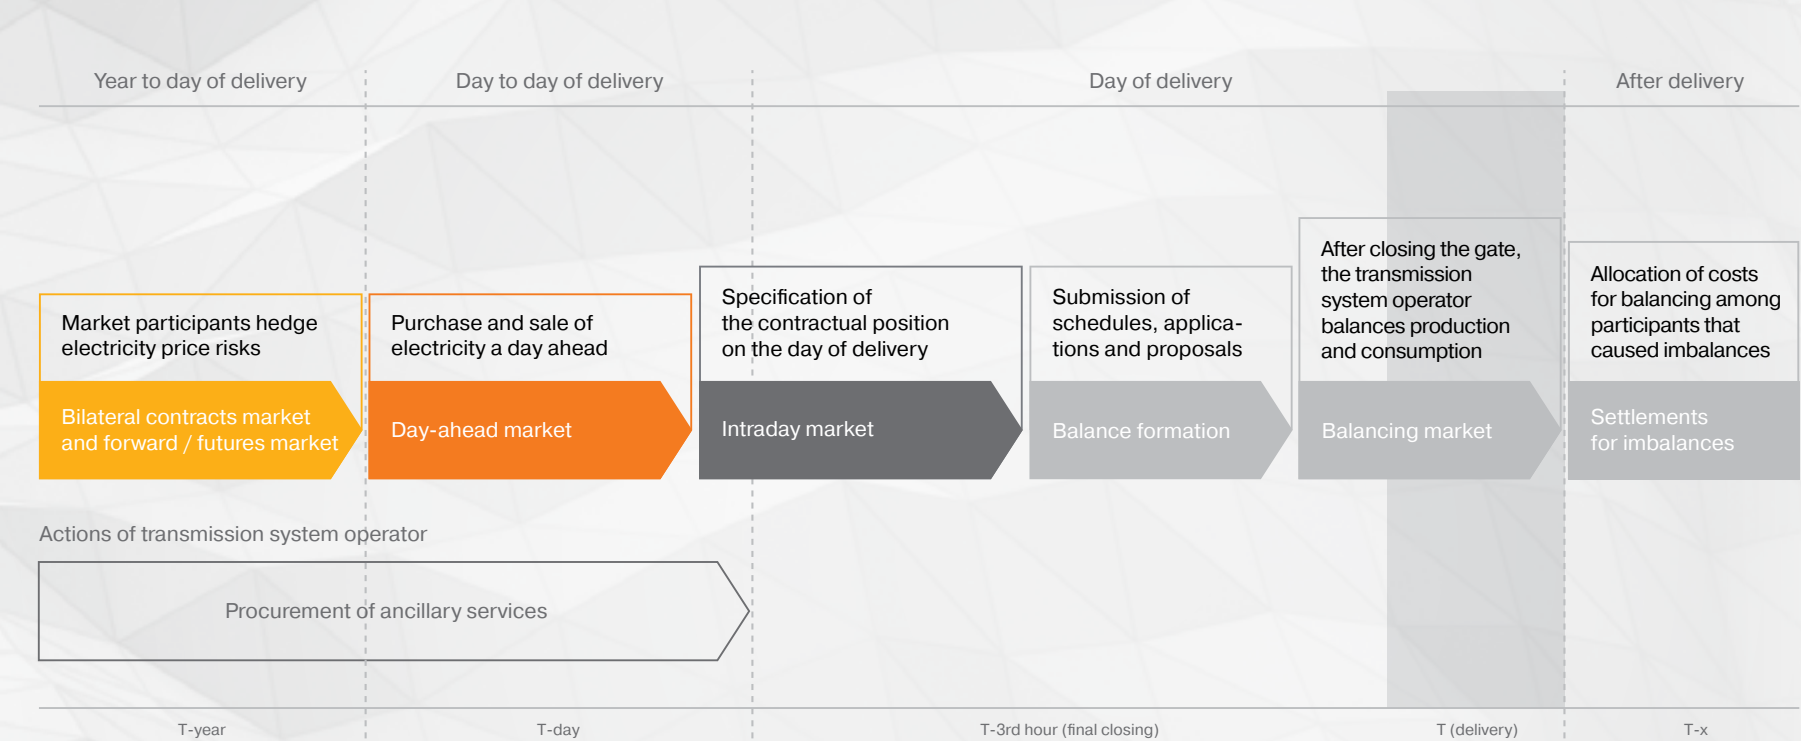 Year to day of delivery
Day to day of delivery
Day of delivery
After delivery
Market participants hedge
electricity price risks
Bilateral contracts market
and forward / futures market
Purchase and sale of
electricity a day ahead
Day-ahead market
Specification of
the contractual position
on the day of delivery
Intraday market
Submission of
schedules, applica-
tions and proposals
Balance formation
After closing the gate,
the transmission
system operator
balances production
and consumption
Balancing market
Allocation of costs
for balancing among
participants that
caused imbalances
Settlements
for imbalances
Actions of transmission system operator
Procurement of ancillary services
T-year
T-day
T-3rd hour (final closing)
T (delivery)
T-x